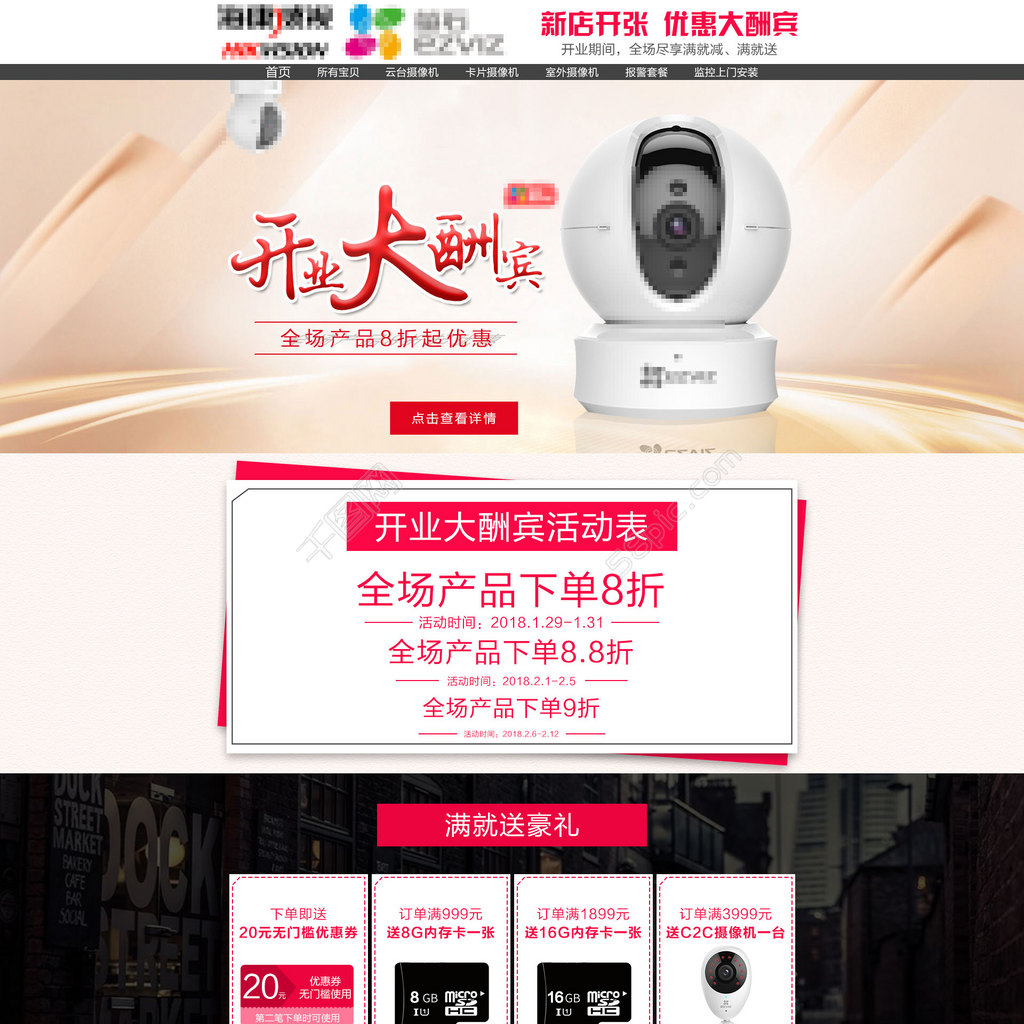 海康威视
HIKVISION
萤石
EZVIZ
新店开张 优惠大酬宾
开业期间，全场尽享满就减、满就送
首页 所有宝贝 云台摄像机 卡片摄像机 室外摄像机 报警套餐 监控上门安装
开业大酬宾
全场产品8折起优惠
点击查看详情
开业大酬宾活动表
全场产品下单8折
活动时间：2018.1.29-1.31
全场产品下单8.8折
活动时间：2018.2.1-2.5
全场产品下单9折
活动时间：2018.2.6-2.12
千图网
58pic.com
DOCK
STREET
MARKET
BAKERY
CAFE
BAR
SOCIAL
DOCK
STREET
满就送豪礼
下单即送
20元无门槛优惠券
20元
优惠券
无门槛使用
第二笔下单时可使用
订单满999元
送8G内存卡一张
8 GB micro SD HC
订单满1899元
送16G内存卡一张
16 GB micro SD HC
订单满3999元
送C2C摄像机一台